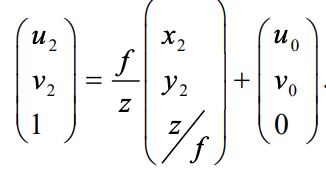 (u₂ v₂ 1) = f/z (x₂ y₂ z/f) + (u₀ v₀ 0).